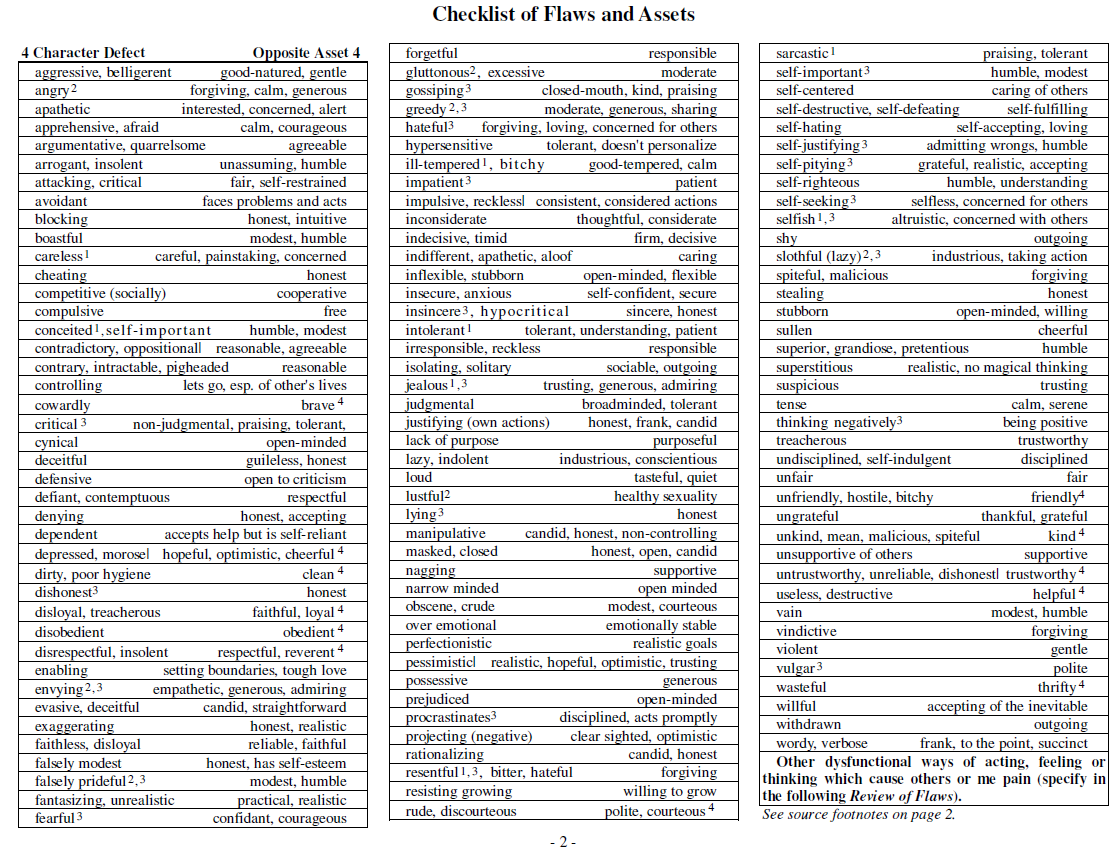 Checklist of Flaws and Assets
4 Character Defect Opposite Asset 4
aggressive, belligerent good-natured, gentle
angry2 forgiving, calm, generous
apathetic interested, concerned, alert
apprehensive, afraid calm, courageous
argumentative, quarrelsome agreeable
arrogant, insolent unassuming, humble
attacking, critical fair, self-restrained
avoidant faces problems and acts
blocking honest, intuitive
boastful modest, humble
careless1 careful, painstaking, concerned
cheating honest
competitive (socially) cooperative
compulsive free
conceited1,self-important humble, modest
contradictory, oppositional| reasonable, agreeable
contrary, intractable, pigheaded reasonable
controlling lets go, esp. of other's lives
cowardly brave 4
critical 3 non-judgmental, praising, tolerant,
cynical open-minded
deceitful guileless, honest
defensive open to criticism
defiant, contemptuous respectful
denying honest, accepting
dependent accepts help but is self-reliant
depressed, morose| hopeful, optimistic, cheerful 4
dirty, poor hygiene clean 4
dishonest3 honest
disloyal, treacherous faithful, loyal 4
disobedient obedient 4
disrespectful, insolent respectful, reverent 4
enabling setting boundaries, tough love
envying2,3 empathetic, generous, admiring
evasive, deceitful candid, straightforward
exaggerating honest, realistic
faithless, disloyal reliable, faithful
falsely modest honest, has self-esteem
falsely prideful2,3 modest, humble
fantasizing, unrealistic practical, realistic
fearful3 confidant, courageous
forgetful responsible
gluttonous2, excessive moderate
gossiping3 closed-mouth, kind, praising
greedy 2,3 moderate, generous, sharing
hateful3 forgiving, loving, concerned for others
hypersensitive tolerant, doesn't personalize
ill-tempered1, bitchy good-tempered, calm
impatient3 patient
impulsive, reckless| consistent, considered actions
inconsiderate thoughtful, considerate
indecisive, timid firm, decisive
indifferent, apathetic, aloof caring
inflexible, stubborn open-minded, flexible
insecure, anxious self-confident, secure
insincere3, hypocritical sincere, honest
intolerant1 tolerant, understanding, patient
irresponsible, reckless responsible
isolating, solitary sociable, outgoing
jealous1,3 trusting, generous, admiring
judgmental broadminded, tolerant
justifying (own actions) honest, frank, candid
lack of purpose purposeful
lazy, indolent industrious, conscientious
loud tasteful, quiet
lustful2 healthy sexuality
lying3 honest
manipulative candid, honest, non-controlling
masked, closed honest, open, candid
nagging supportive
narrow minded open minded
obscene, crude modest, courteous
over emotional emotionally stable
perfectionistic realistic goals
pessimistic| realistic, hopeful, optimistic, trusting
possessive generous
prejudiced open-minded
procrastinates3 disciplined, acts promptly
projecting (negative) clear sighted, optimistic
rationalizing candid, honest
resentful1,3, bitter, hateful forgiving
resisting growing willing to grow
rude, discourteous polite, courteous 4
sarcastic1 praising, tolerant
self-important3 humble, modest
self-centered caring of others
self-destructive, self-defeating self-fulfilling
self-hating self-accepting, loving
self-justifying3 admitting wrongs, humble
self-pitying3 grateful, realistic, accepting
self-righteous humble, understanding
self-seeking3 selfless, concerned for others
selfish1,3 altruistic, concerned with others
shy outgoing
slothful (lazy)2,3 industrious, taking action
spiteful, malicious forgiving
stealing honest
stubborn open-minded, willing
sullen cheerful
superior, grandiose, pretentious humble
superstitious realistic, no magical thinking
suspicious trusting
tense calm, serene
thinking negatively3 being positive
treacherous trustworthy
undisciplined, self-indulgent disciplined
unfair fair
unfriendly, hostile, bitchy friendly4
ungrateful thankful, grateful
unkind, mean, malicious, spiteful kind 4
unsupportive of others supportive
untrustworthy, unreliable, dishonest| trustworthy 4
useless, destructive helpful 4
vain modest, humble
vindictive forgiving
violent gentle
vulgar3 polite
wasteful thrifty4
willful accepting of the inevitable
withdrawn outgoing
wordy, verbose frank, to the point, succinct
Other dysfunctional ways of acting, feeling or
thinking which cause others or me pain (specify in
the following Review of Flaws).
See source footnotes on page 2.
- 2 -